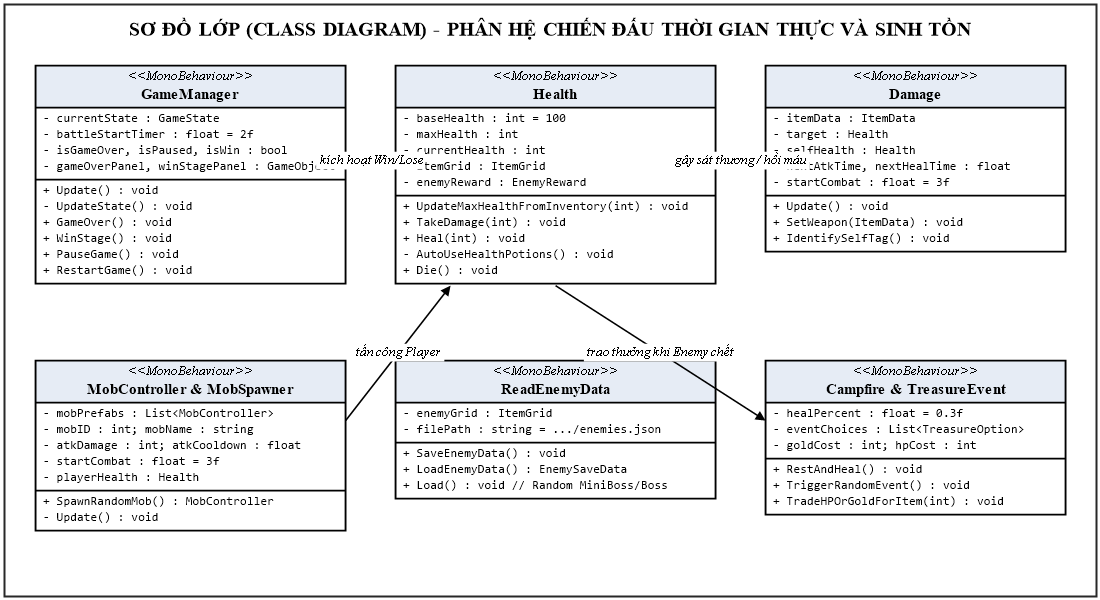 SƠ ĐỒ LỚP (CLASS DIAGRAM) - PHÂN HỆ CHIẾN ĐẤU THỜI GIAN THỰC VÀ SINH TỒN
<<MonoBehaviour>>
GameManager
- currentState : GameState
- battleStartTimer : float = 2f
- isGameOver, isPaused, isWin : bool
- gameOverPanel, winStagePanel :
+ Update() : void
- UpdateState() : void
+ GameOver() : void
+ WinStage() : void
+ PauseGame() : void
+ RestartGame() : void
kích hoạt Win/Lose
<<MonoBehaviour>>
Health
- baseHealth : int = 100
- maxHealth : int
- currentHealth : int
: ItemGrid
- enemyReward : EnemyReward
+ UpdateMaxHealthFromInventory(int) : void
+ TakeDamage(int) : void
+ Heal(int) : void
- AutoUseHealthPotions() : void
+ Die() : void
gây sát thương / hồi máu
<<MonoBehaviour>>
Damage
- itemData : ItemData
- target : Health
- selfHealth : Health
nextHealTime : float
- startCombat : float = 3f
+ Update() : void
+ SetWeapon(ItemData) : void
+ IdentifySelfTag() : void
tấn công Player
trao thưởng khi Enemy chết
<<MonoBehaviour>>
MobController & MobSpawner
- mobPrefabs : List<MobController>
- mobID : int; mobName : string
- atkDamage : int; atkCooldown : float
- startCombat : float = 3f
- playerHealth : Health
+ SpawnRandomMob() : MobController
- Update() : void
<<MonoBehaviour>>
ReadEnemyData
- enemyGrid : ItemGrid
- filePath : string = .../enemies.json
+ SaveEnemyData() : void
+ LoadEnemyData() : EnemySaveData
+ Load() : void // Random MiniBoss/Boss
<<MonoBehaviour>>
Campfire & TreasureEvent
- healPercent : float = 0.3f
- eventChoices : List<TreasureOption>
- goldCost : int; hpCost : int
+ RestAndHeal() : void
+ TriggerRandomEvent() : void
+ TradeHPOrGoldForItem(int) : void